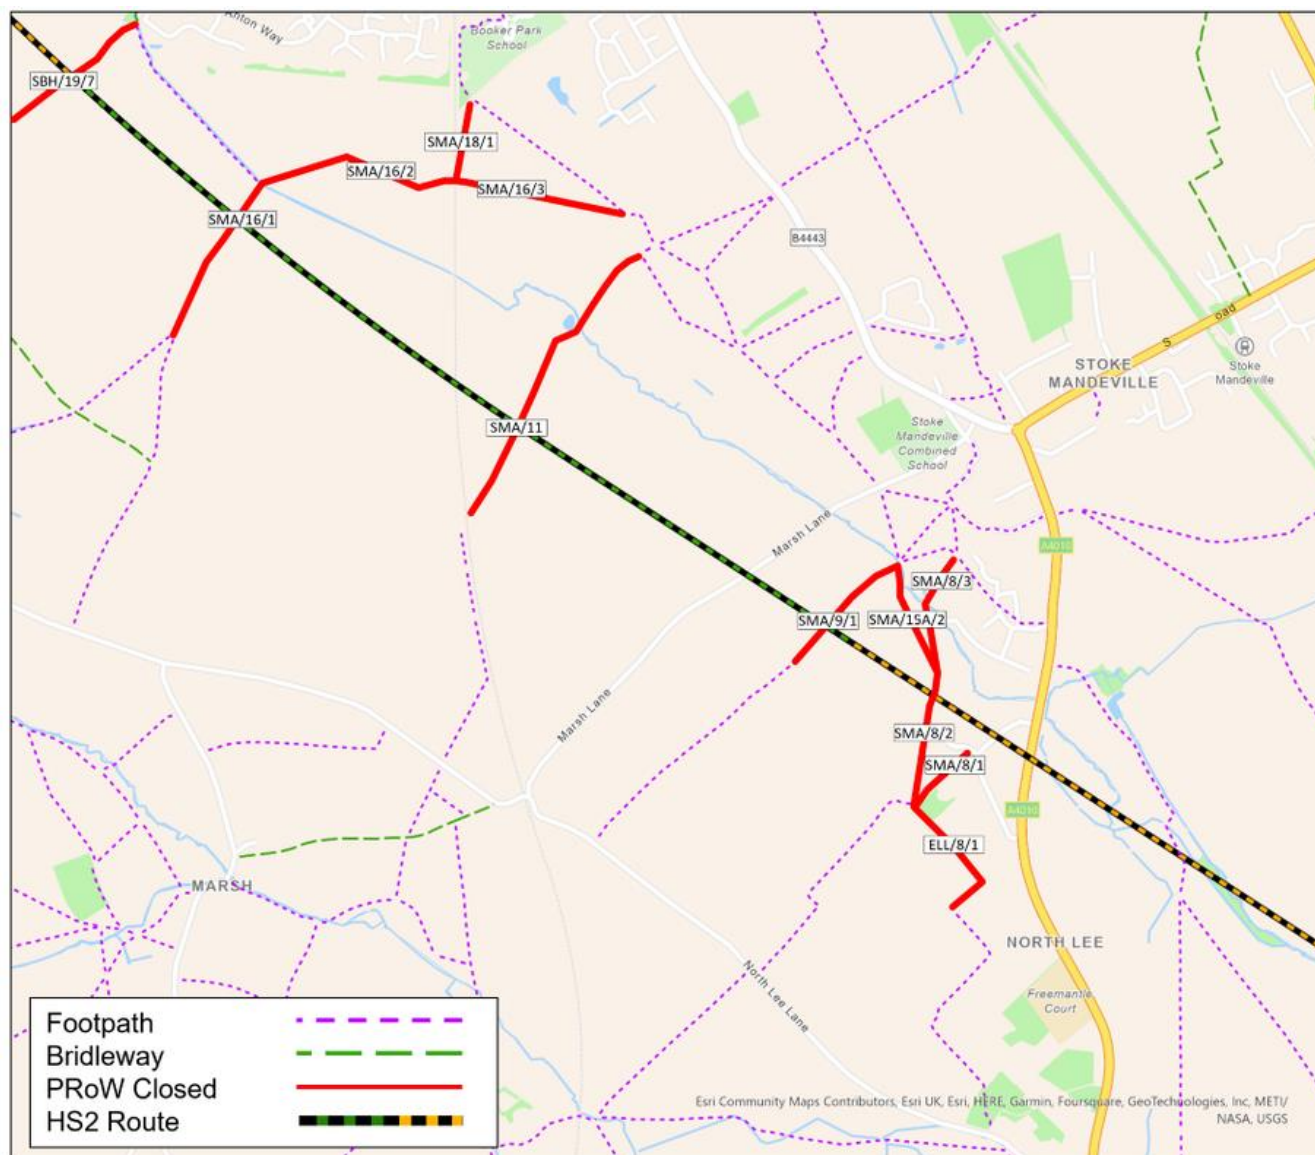 Anton Way
Booker Park
School
SBH/19/7
SMA/18/1
SMA/16/2
SMA/16/3
SMA/16/1
B4443
oad
S
STOKE
MANDEVILLE
Stoke
Mandeville
SMA/11
Stoke
Mandeville
Combined
School
Marsh Lane
A4010
SMA/8/3
SMA/9/1
SMA/15A/2
Marsh Lane
SMA/8/2
SMA/8/1
A4010
ELL/8/1
MARSH
NORTH LEE
North Lee Lane
Freemantle
Court
Footpath
Bridleway
PRoW Closed
HS2 Route
Esri Community Maps Contributors, Esri UK, Esri, HERE, Garmin, Foursquare, GeoTechnologies, Inc, METI/
NASA, USGS